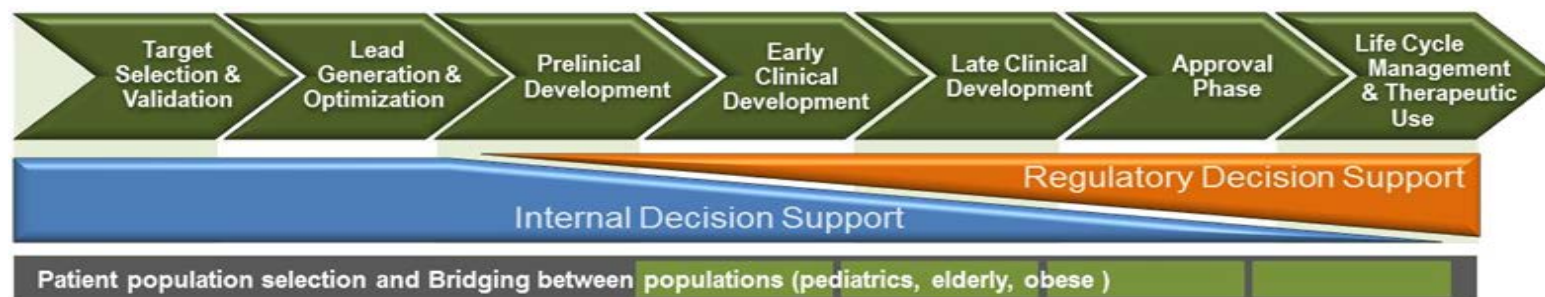 Target
Selection &
Validation
Lead
Generation &
Optimization
Prelinical
Development
Early
Clinical
Development
Late Clinical
Development
Approval
Phase
Life Cycle
Management
& Therapeutic
Use
Regulatory Decision Support
Internal Decision Support
Patient population selection and Bridging between populations (pediatrics, elderly, obese )